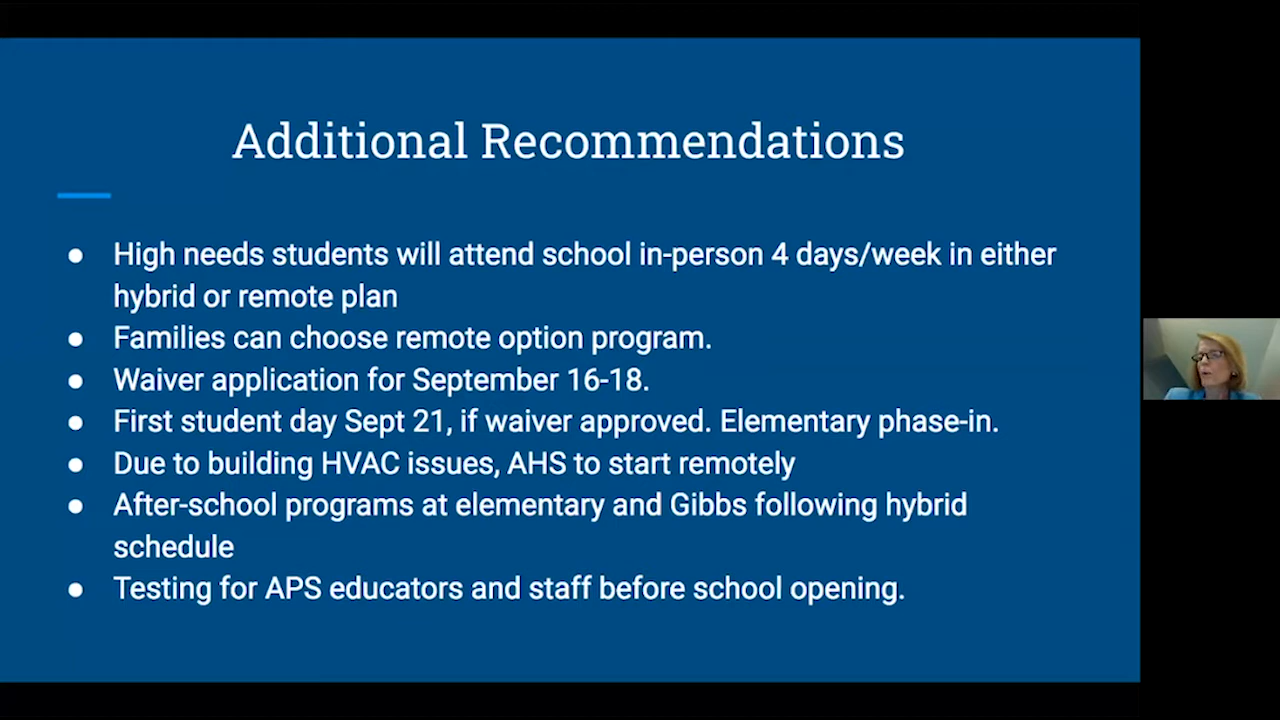 Additional Recommendations
● High needs students will attend school in-person 4 days/week in either
hybrid or remote plan
● Families can choose remote option program.
● Waiver application for September 16-18.
● First student day Sept 21, if waiver approved. Elementary phase-in.
● Due to building HVAC issues, AHS to start remotely
● After-school programs at elementary and Gibbs following hybrid
schedule
● Testing for APS educators and staff before school opening.